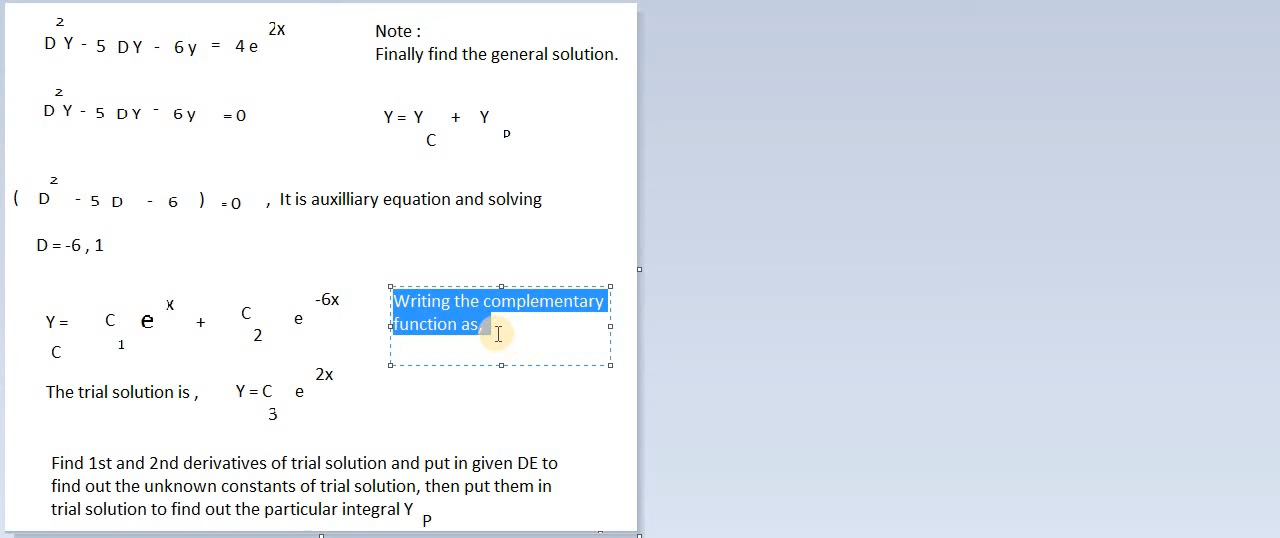 2
D Y - 5 DY - 6y = 4e 2x
Note :
Finally find the general solution.
2
D Y - 5 DY - 6y = 0
Y = Y + Y
C P
2
( D - 5 D - 6 ) = 0 , It is auxilliary equation and solving
D = -6 , 1
Y = C e x + C e -6x
C 1 2
Writing the complementary
function as,
The trial solution is , Y = C e 2x
3
Find 1st and 2nd derivatives of trial solution and put in given DE to
find out the unknown constants of trial solution, then put them in
trial solution to find out the particular integral Y
P